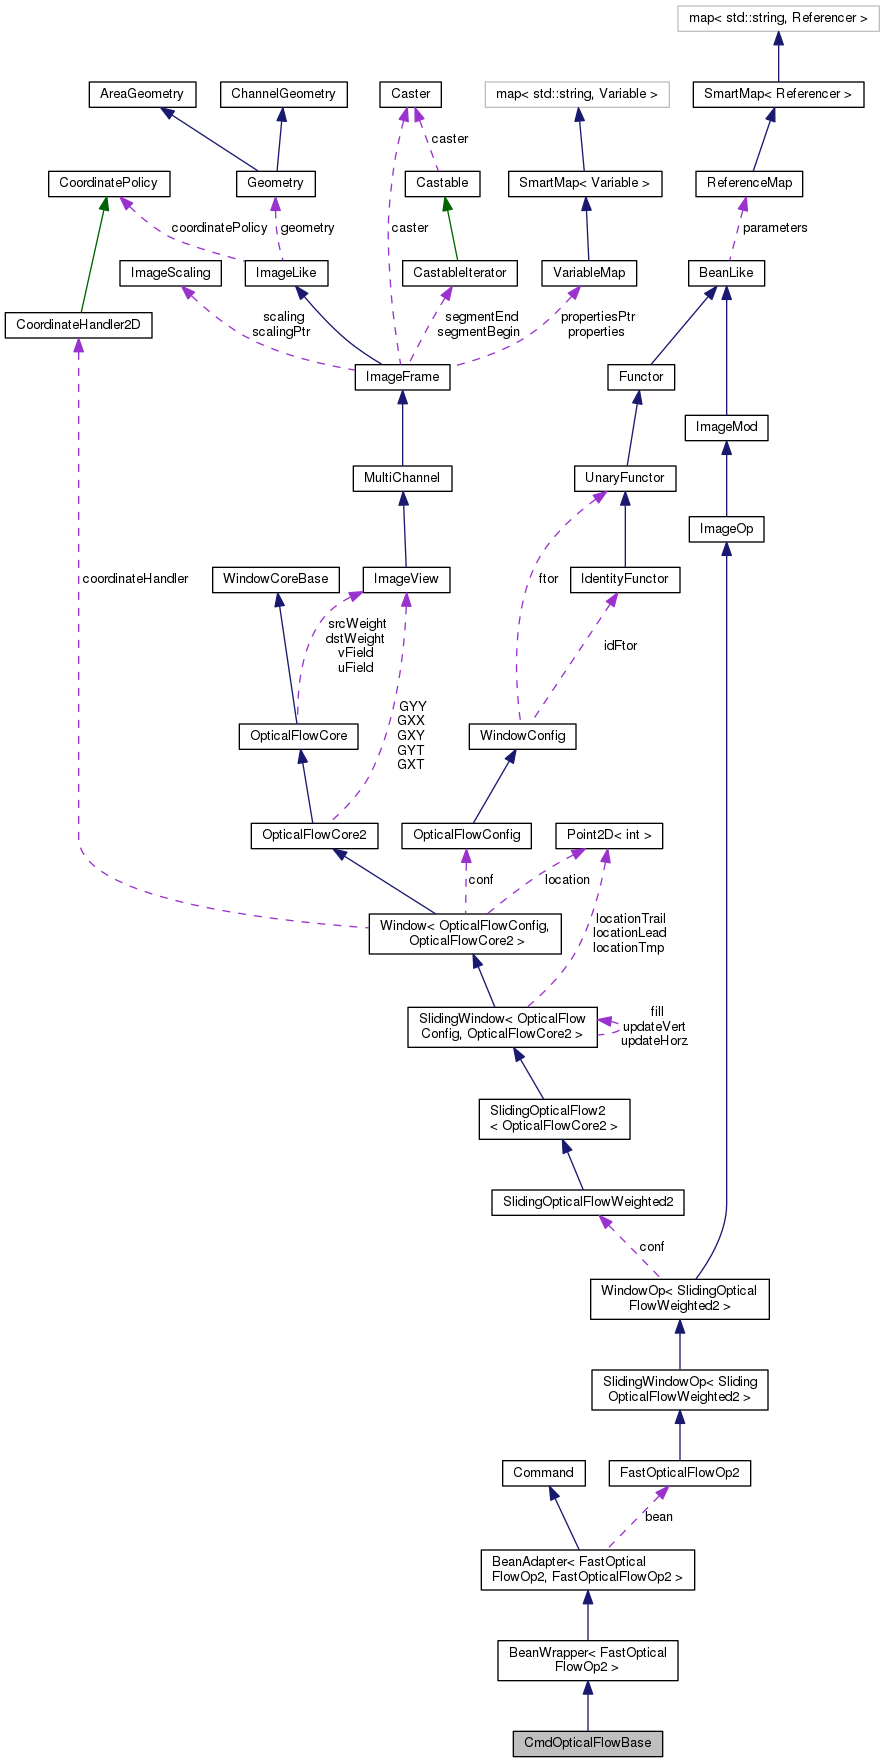 map< std::string, Referencer >
AreaGeometry
ChannelGeometry
Caster
map< std::string, Variable >
SmartMap< Referencer >
caster
CoordinatePolicy
Geometry
Castable
SmartMap< Variable >
ReferenceMap
coordinatePolicy
geometry
caster
parameters
ImageScaling
ImageLike
CastableIterator
VariableMap
BeanLike
CoordinateHandler2D
scaling
scalingPtr
segmentEnd
segmentBegin
propertiesPtr
properties
ImageFrame
Functor
ImageMod
MultiChannel
UnaryFunctor
ImageOp
coordinateHandler
WindowCoreBase
ImageView
ftor
IdentityFunctor
srcWeight
dstWeight
vField
uField
idFtor
GYY
GXX
GXY
GYT
GXT
OpticalFlowCore
WindowConfig
OpticalFlowCore2
OpticalFlowConfig
Point2D< int >
conf
location
Window< OpticalFlowConfig,
OpticalFlowCore2 >
locationTrail
locationLead
locationTmp
SlidingWindow< OpticalFlow
Config, OpticalFlowCore2 >
fill
updateVert
updateHorz
SlidingOpticalFlow2
< OpticalFlowCore2 >
SlidingOpticalFlowWeighted2
conf
WindowOp< SlidingOptical
FlowWeighted2 >
SlidingWindowOp< Sliding
OpticalFlowWeighted2 >
Command
FastOpticalFlowOp2
bean
BeanAdapter< FastOptical
FlowOp2, FastOpticalFlowOp2 >
BeanWrapper< FastOptical
FlowOp2 >
CmdOpticalFlowBase